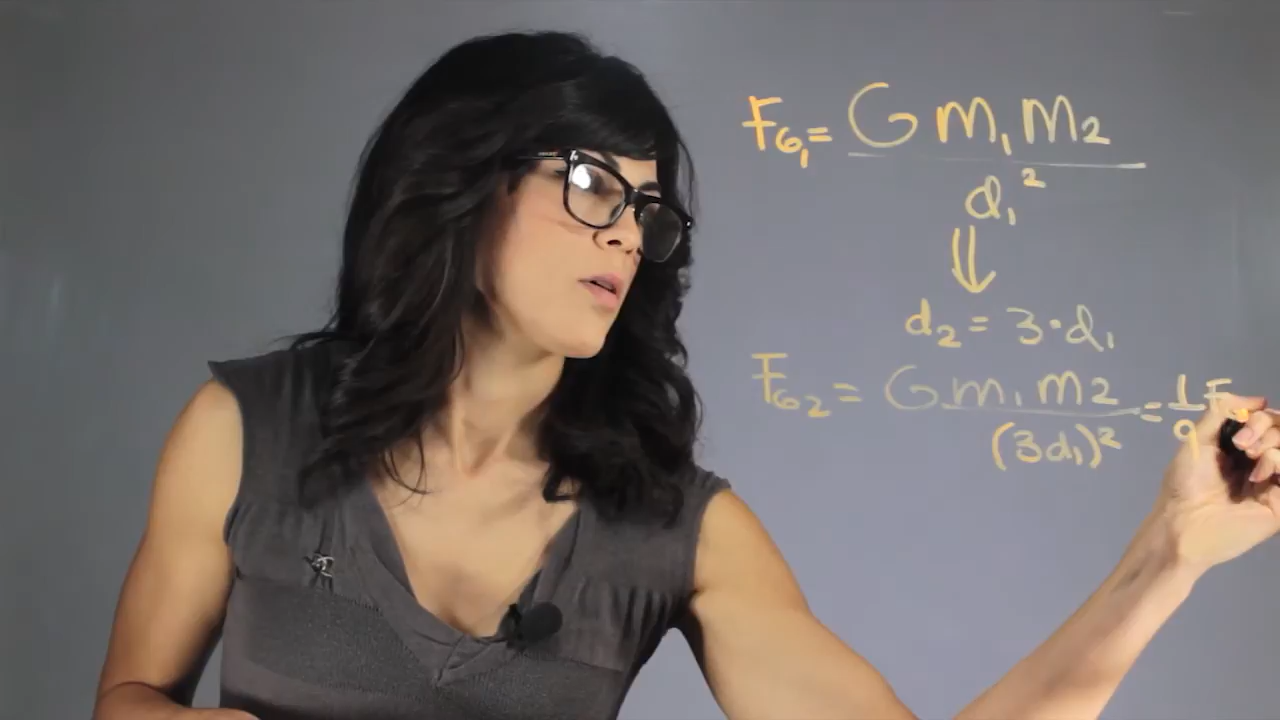 F_G₁ = G m₁ m₂
d₁²
⇓
d₂ = 3 · d₁
F_G₂ = G m₁ m₂ = 1 F
(3d₁)² 9